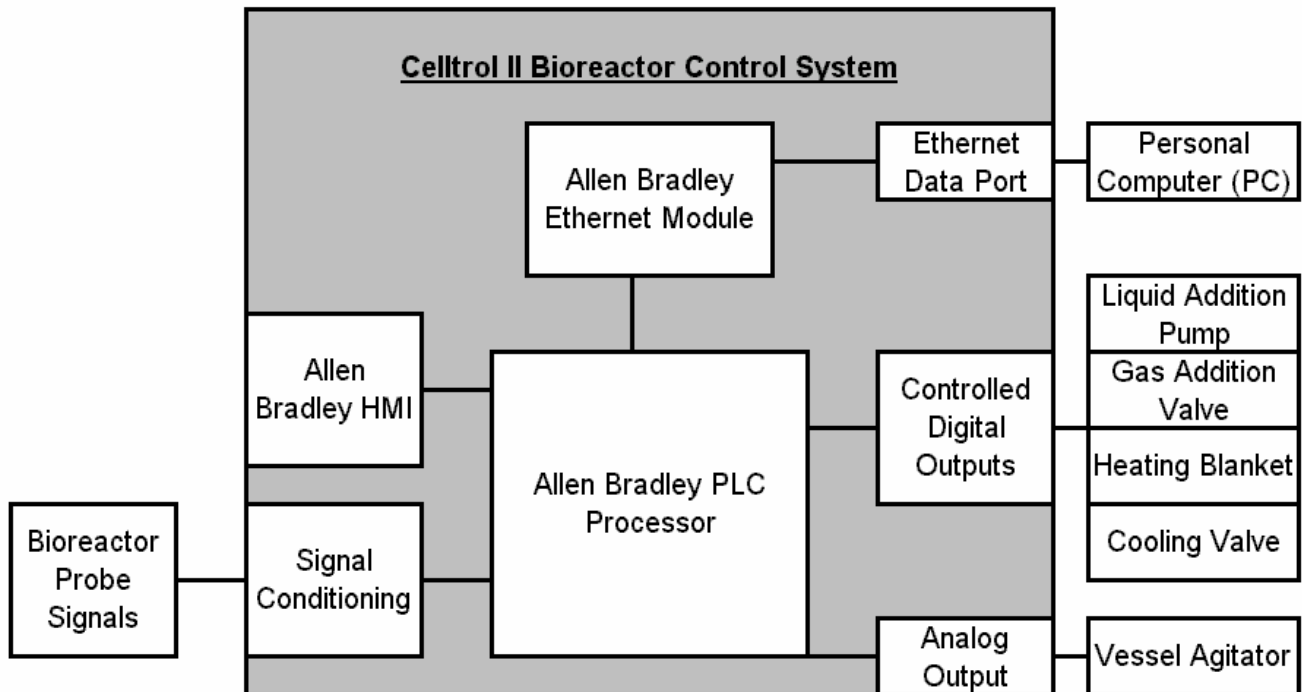 Celltrol II Bioreactor Control System
Allen Bradley
Ethernet Module
Ethernet
Data Port
Personal
Computer (PC)
Allen
Bradley HMI
Allen Bradley PLC
Processor
Controlled
Digital
Outputs
Liquid Addition
Pump
Gas Addition
Valve
Heating Blanket
Cooling Valve
Bioreactor
Probe
Signals
Signal
Conditioning
Analog
Output
Vessel Agitator